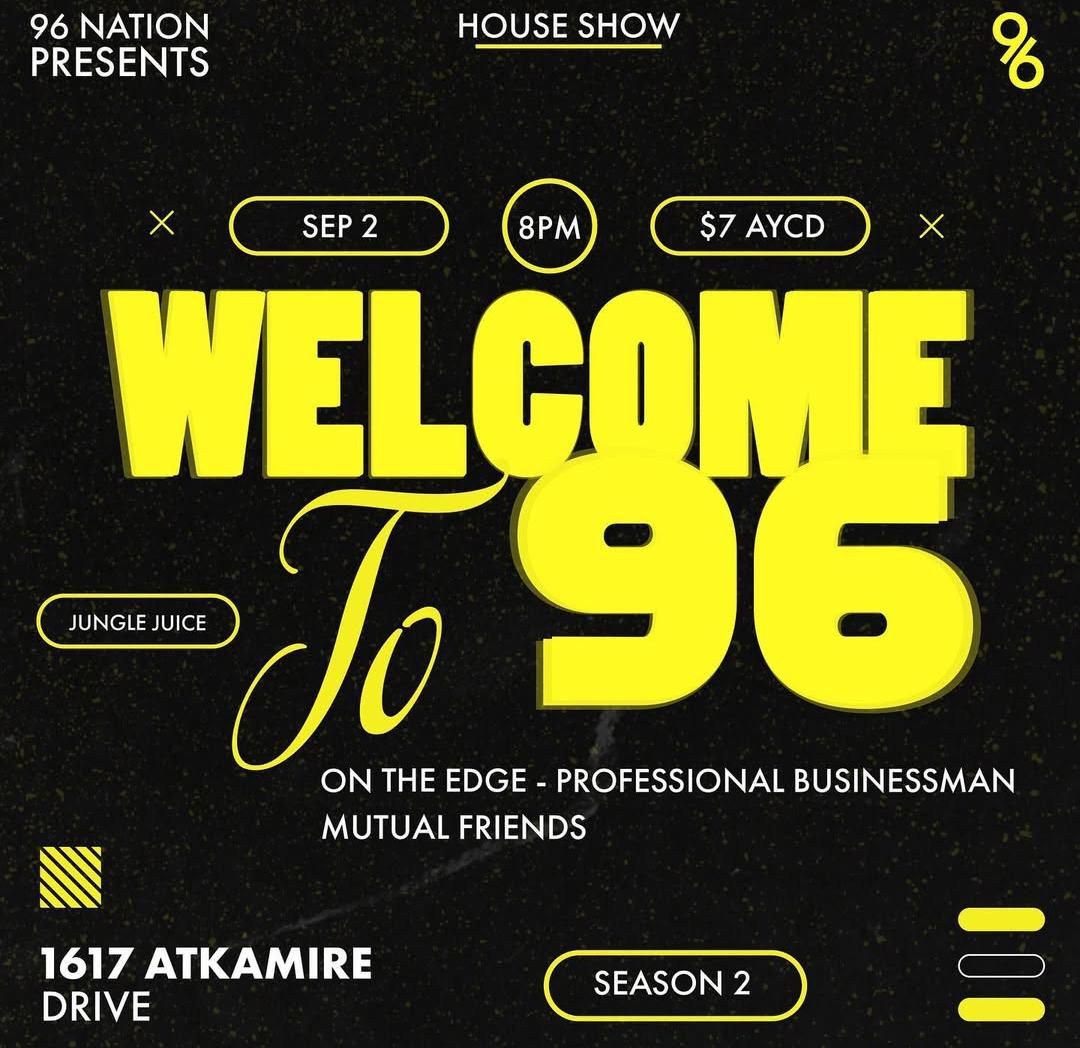 96 NATION
PRESENTS
HOUSE SHOW
96
SEP 2
8PM
$7 AYCD
WELCOME
To 96
JUNGLE JUICE
ON THE EDGE - PROFESSIONAL BUSINESSMAN
MUTUAL FRIENDS
1617 ATKAMIRE
DRIVE
SEASON 2